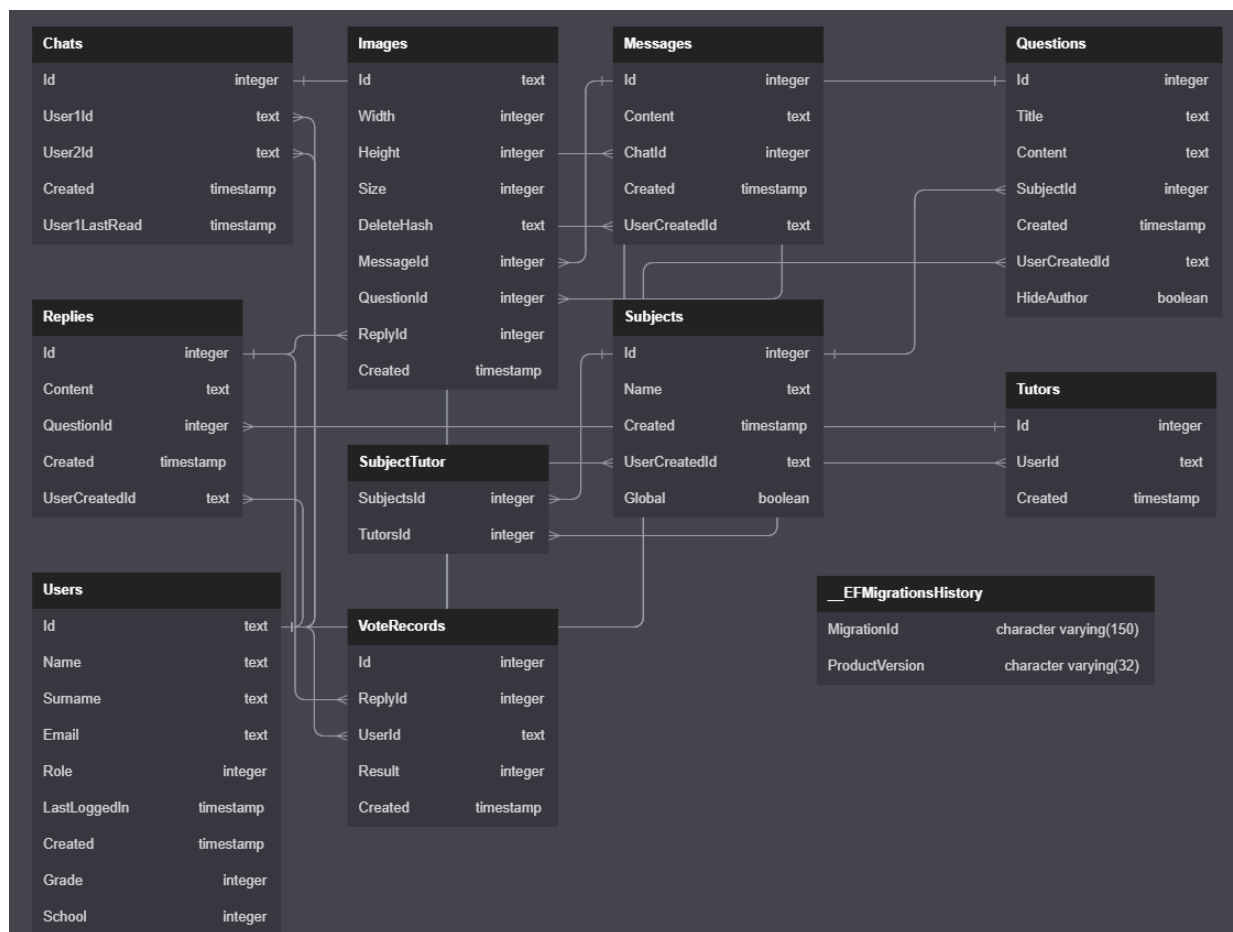 Chats
Id integer
User1Id text
User2Id text
Created timestamp
User1LastRead timestamp
Images
Id text
Width integer
Height integer
Size integer
DeleteHash text
MessageId integer
QuestionId integer
ReplyId integer
Created timestamp
Messages
Id integer
Content text
ChatId integer
Created timestamp
UserCreatedId text
Questions
Id integer
Title text
Content text
SubjectId integer
Created timestamp
UserCreatedId text
HideAuthor boolean
Replies
Id integer
Content text
QuestionId integer
Created timestamp
UserCreatedId text
SubjectTutor
SubjectsId integer
TutorsId integer
Subjects
Id integer
Name text
Created timestamp
UserCreatedId text
Global boolean
Tutors
Id integer
UserId text
Created timestamp
Users
Id text
Name text
Surname text
Email text
Role integer
LastLoggedIn timestamp
Created timestamp
Grade integer
School integer
VoteRecords
Id integer
ReplyId integer
UserId text
Result integer
Created timestamp
__EFMigrationsHistory
MigrationId character varying(150)
ProductVersion character varying(32)